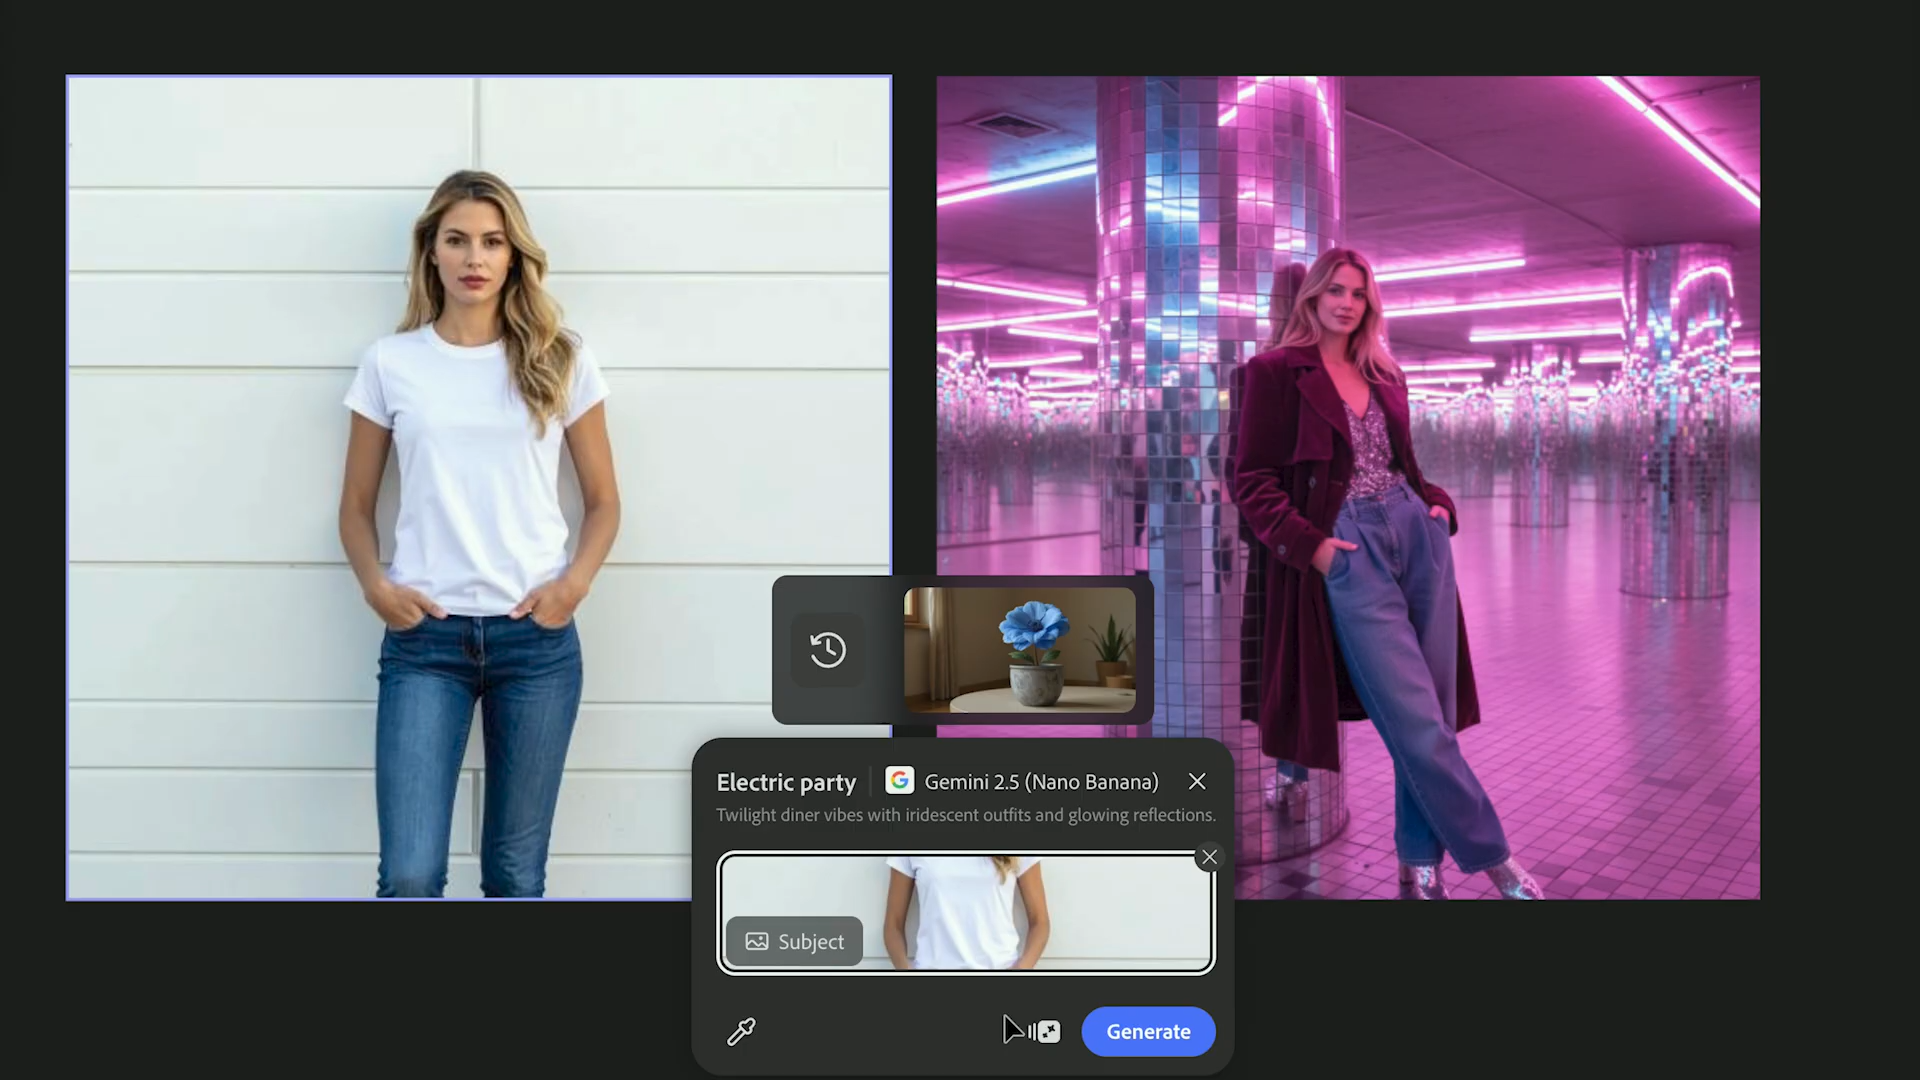 Electric party
Gemini 2.5 (Nano Banana)
Twilight diner vibes with iridescent outfits and glowing reflections.
Subject
Generate